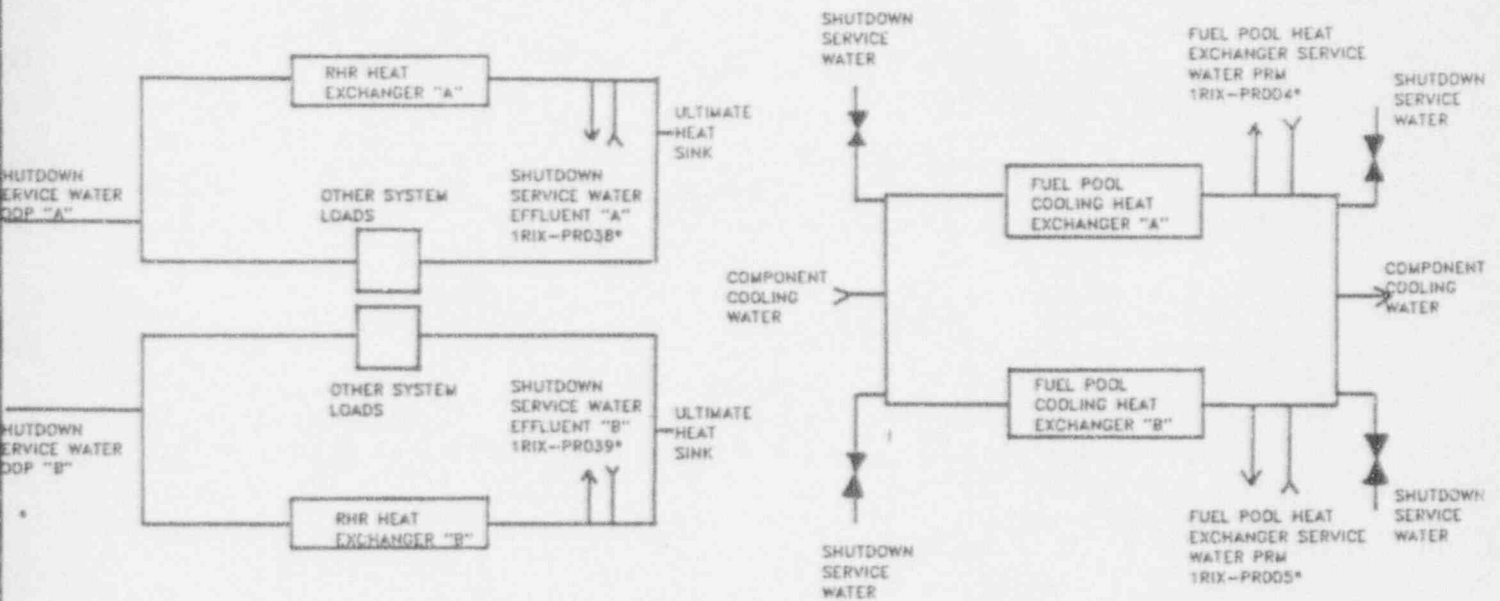 RHR HEAT
EXCHANGER "A"
HUTDOWN
ERVICE WATER
OOP "A"
OTHER SYSTEM
LOADS
SHUTDOWN
SERVICE WATER
EFFLUENT "A"
1RIX-PR038*
ULTIMATE
HEAT
SINK
OTHER SYSTEM
LOADS
SHUTDOWN
SERVICE WATER
EFFLUENT "B"
1RIX-PR039*
ULTIMATE
HEAT
SINK
HUTDOWN
ERVICE WATER
OOP "B"
RHR HEAT
EXCHANGER "B"
SHUTDOWN
SERVICE
WATER
FUEL POOL HEAT
EXCHANGER SERVICE
WATER PRM
1RIX-PR004*
SHUTDOWN
SERVICE
WATER
FUEL POOL
COOLING HEAT
EXCHANGER "A"
COMPONENT
COOLING
WATER
COMPONENT
COOLING
WATER
FUEL POOL
COOLING HEAT
EXCHANGER "B"
SHUTDOWN
SERVICE
WATER
FUEL POOL HEAT
EXCHANGER SERVICE
WATER PRM
1RIX-PR005*
SHUTDOWN
SERVICE
WATER